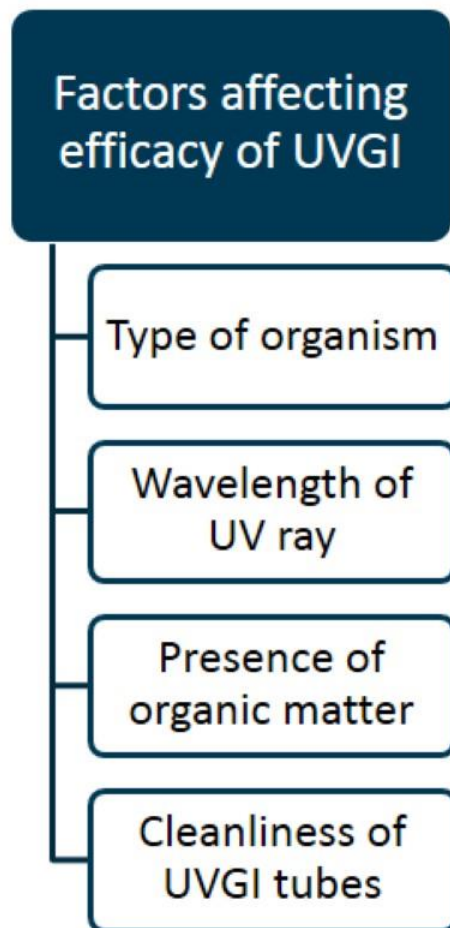 Factors affecting
efficacy of UVGI
Type of organism
Wavelength of
UV ray
Presence of
organic matter
Cleanliness of
UVGI tubes